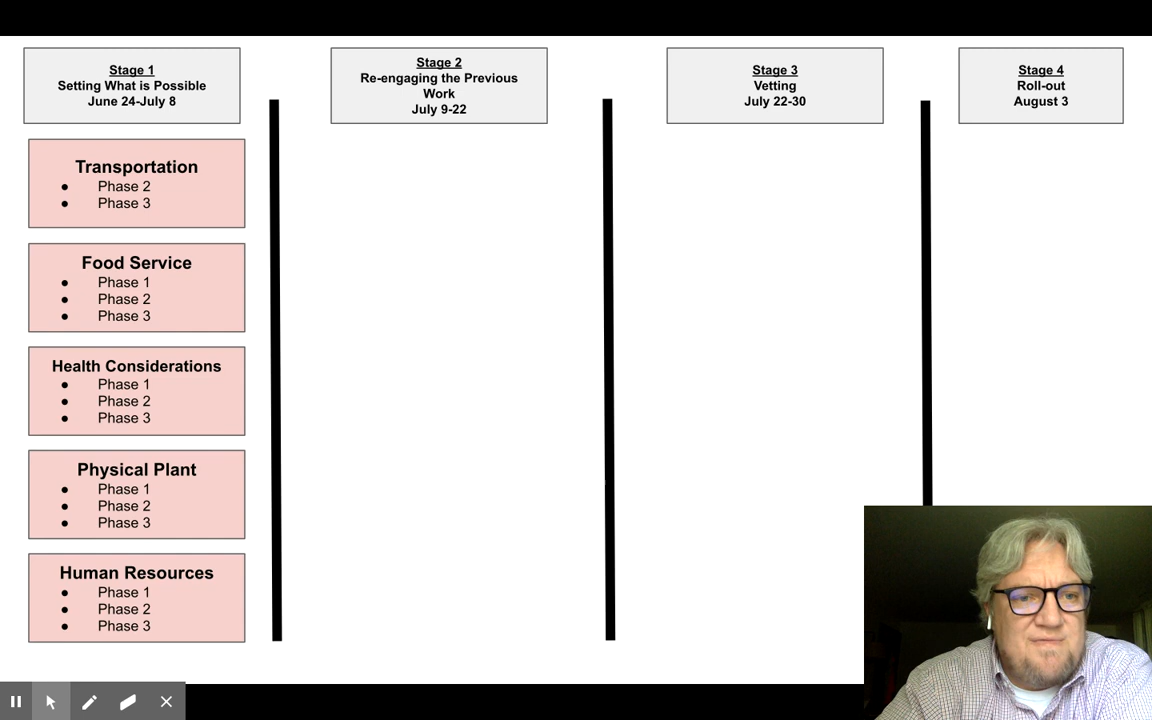 Stage 1
Setting What is Possible
June 24-July 8
Stage 2
Re-engaging the Previous
Work
July 9-22
Stage 3
Vetting
July 22-30
Stage 4
Roll-out
August 3
Transportation
● Phase 2
● Phase 3
Food Service
● Phase 1
● Phase 2
● Phase 3
Health Considerations
● Phase 1
● Phase 2
● Phase 3
Physical Plant
● Phase 1
● Phase 2
● Phase 3
Human Resources
● Phase 1
● Phase 2
● Phase 3